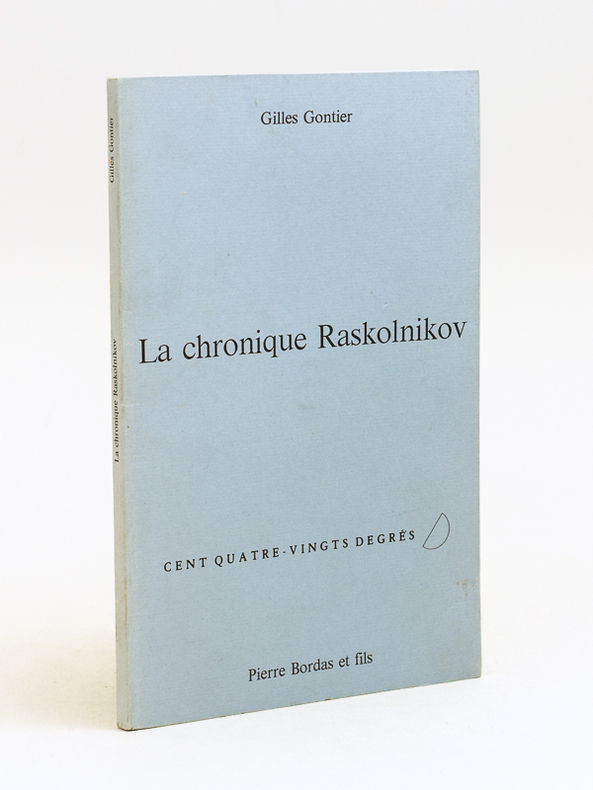 Gilles Gontier
La chronique Raskolnikov
CENT QUATRE-VINGTS DEGRÉS
Pierre Bordas et fils
Gilles Gontier
La chronique Raskolnikov